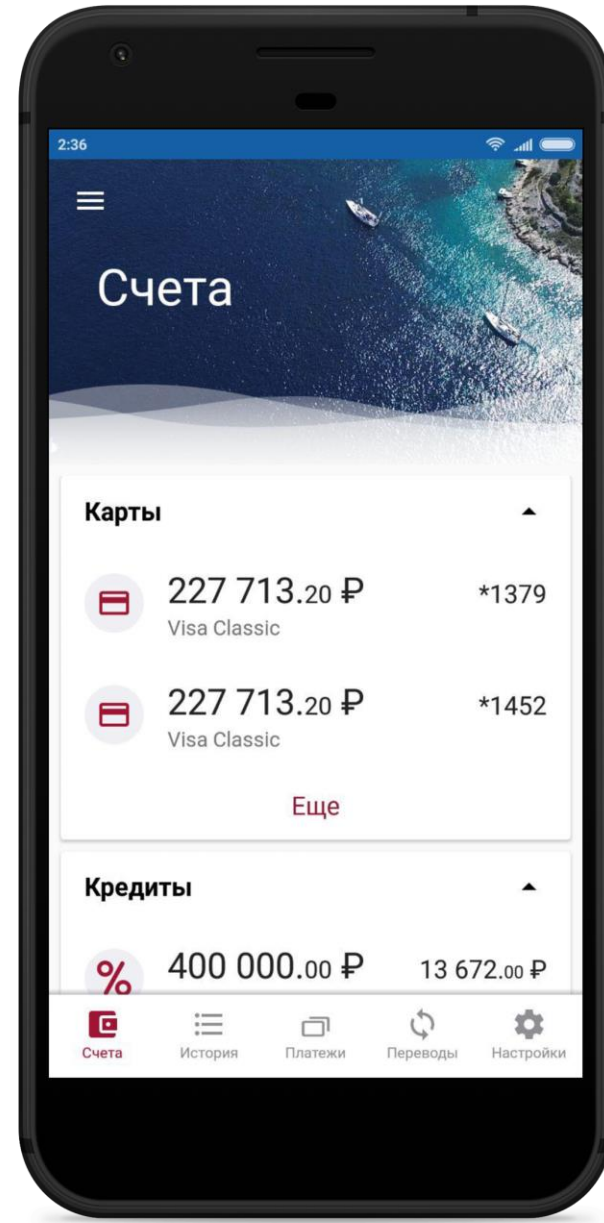 2:36
Счета
Карты
227 713.20 ₽ *1379
Visa Classic
227 713.20 ₽ *1452
Visa Classic
Еще
Кредиты
400 000.00 ₽ 13 672.00 ₽
Счета История Платежи Переводы Настройки